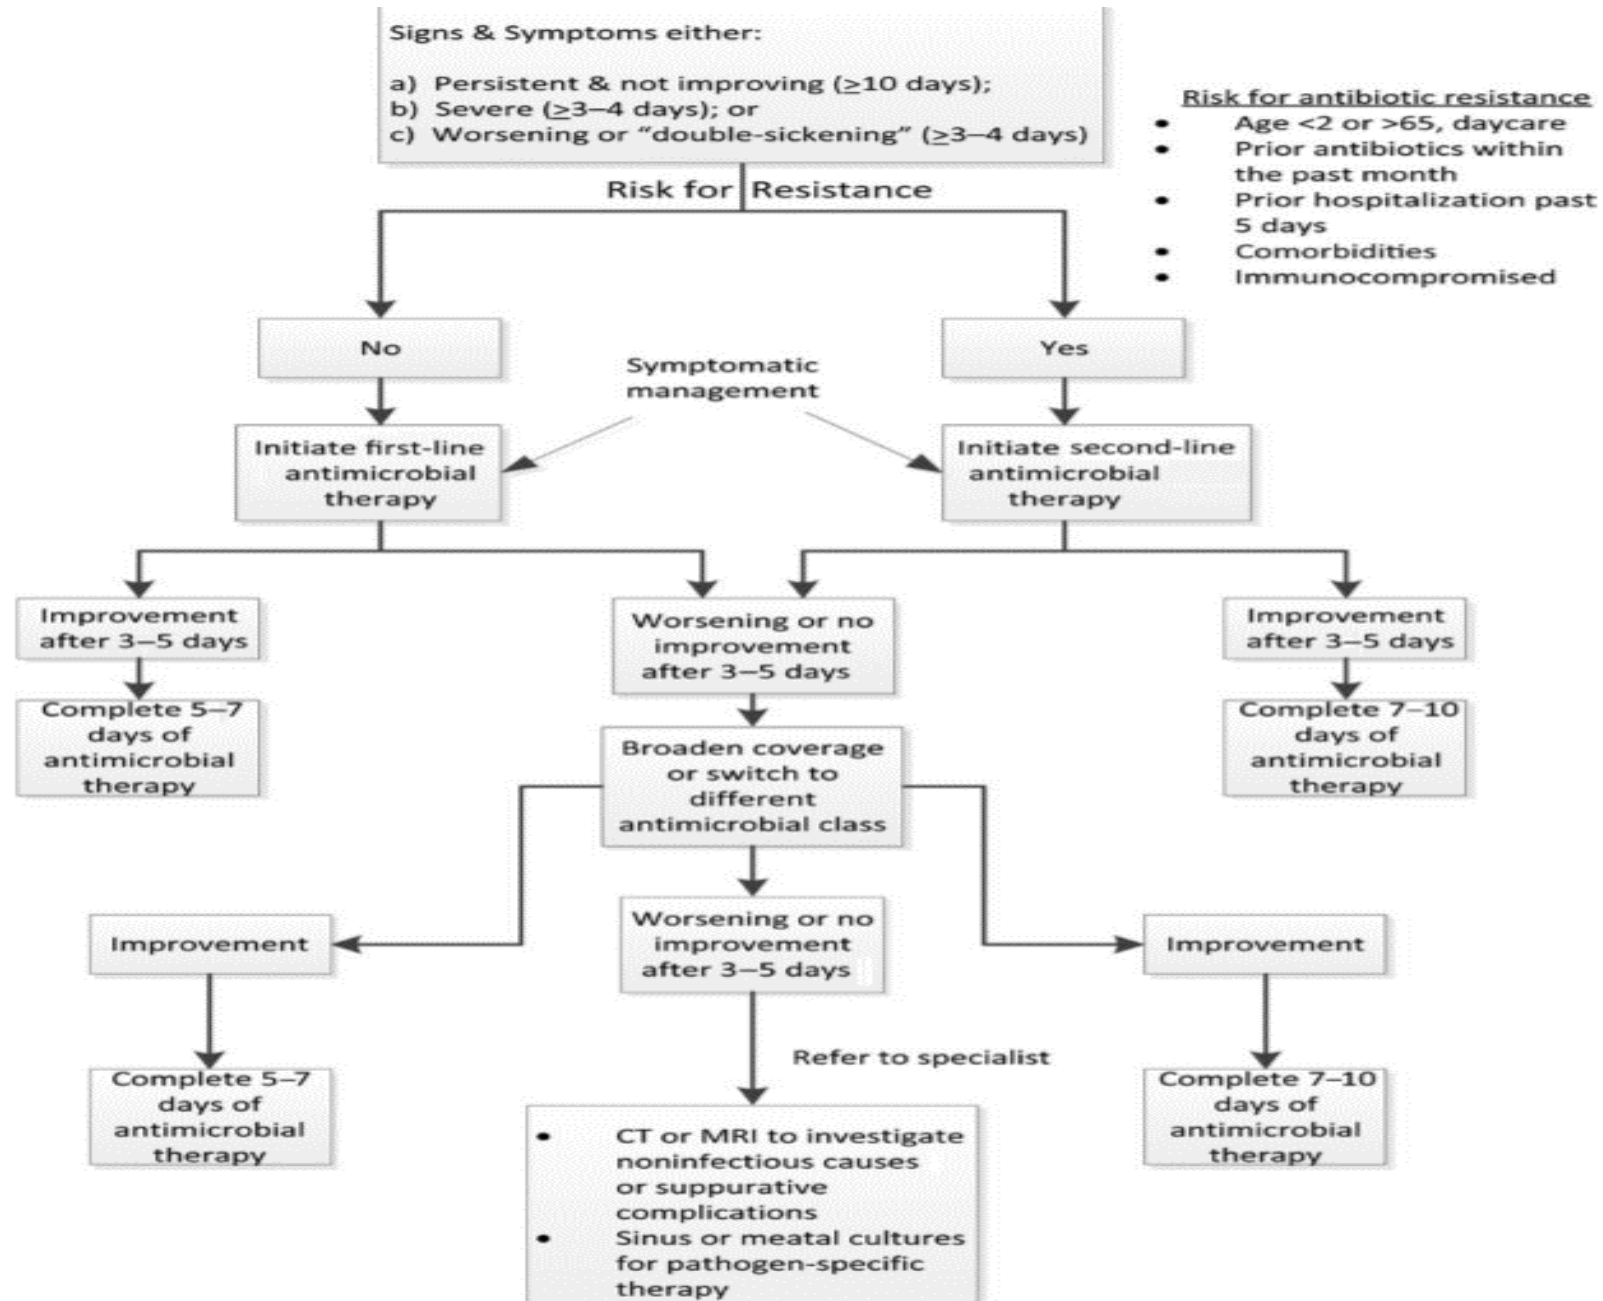 Signs & Symptoms either:
a) Persistent & not improving (≥10 days);
b) Severe (≥3–4 days); or
c) Worsening or “double-sickening” (≥3–4 days)
Risk for antibiotic resistance
• Age <2 or >65, daycare
• Prior antibiotics within
the past month
• Prior hospitalization past
5 days
• Comorbidities
• Immunocompromised
Risk for Resistance
No
Yes
Symptomatic
management
Initiate first-line
antimicrobial
therapy
Initiate second-line
antimicrobial
therapy
Improvement
after 3–5 days
Worsening or no
improvement
after 3–5 days
Improvement
after 3–5 days
Complete 5–7
days of
antimicrobial
therapy
Broaden coverage
or switch to
different
antimicrobial class
Complete 7–10
days of
antimicrobial
therapy
Improvement
Worsening or no
improvement
after 3–5 days
Improvement
Refer to specialist
Complete 5–7
days of
antimicrobial
therapy
• CT or MRI to investigate
noninfectious causes
or suppurative
complications
• Sinus or meatal cultures
for pathogen-specific
therapy
Complete 7–10
days of
antimicrobial
therapy